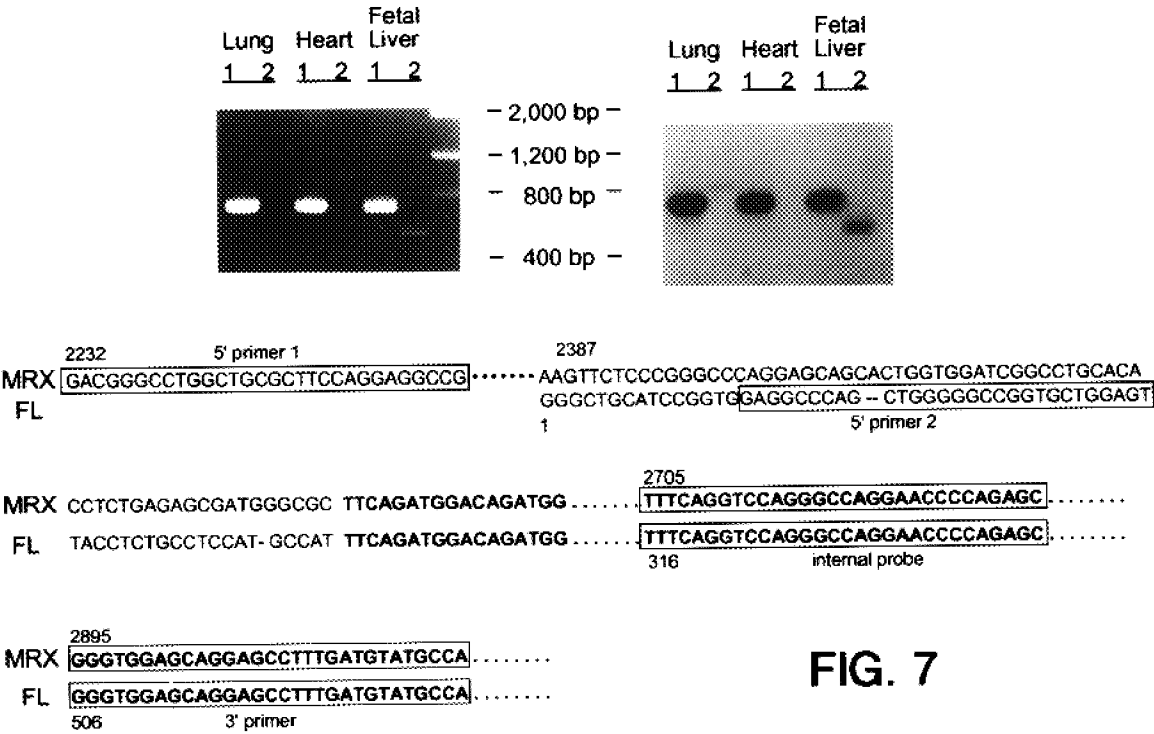 Lung Heart Fetal Liver
1 2 1 2 1 2
Lung Heart Fetal Liver
1 2 1 2 1 2
– 2,000 bp –
– 1,200 bp –
– 800 bp –
– 400 bp –
2232 5' primer 1 2387
MRX GACGGGCCTGGCTGCGCTTCCAGGAGGCCG ······· AAGTTCTCCCGGGCCCAGGAGCAGCACTGGTGGATCGGCCTGCACA
FL GGGCTGCATCCGGTGGAGGCCCAG -- CTGGGGGCCGGTGCTGGAGT
1 5' primer 2
2705
MRX CCTCTGAGAGCGATGGGCGC TTCAGATGGACAGATGG ....... TTTCAGGTCCAGGGCCAGGAACCCCAGAGC ........
FL TACCTCTGCCTCCAT- GCCAT TTCAGATGGACAGATGG ....... TTTCAGGTCCAGGGCCAGGAACCCCAGAGC ........
316 internal probe
2895
MRX GGGTGGAGCAGGAGCCTTTGATGTATGCCA ........
FL GGGTGGAGCAGGAGCCTTTGATGTATGCCA ........
506 3' primer
FIG. 7